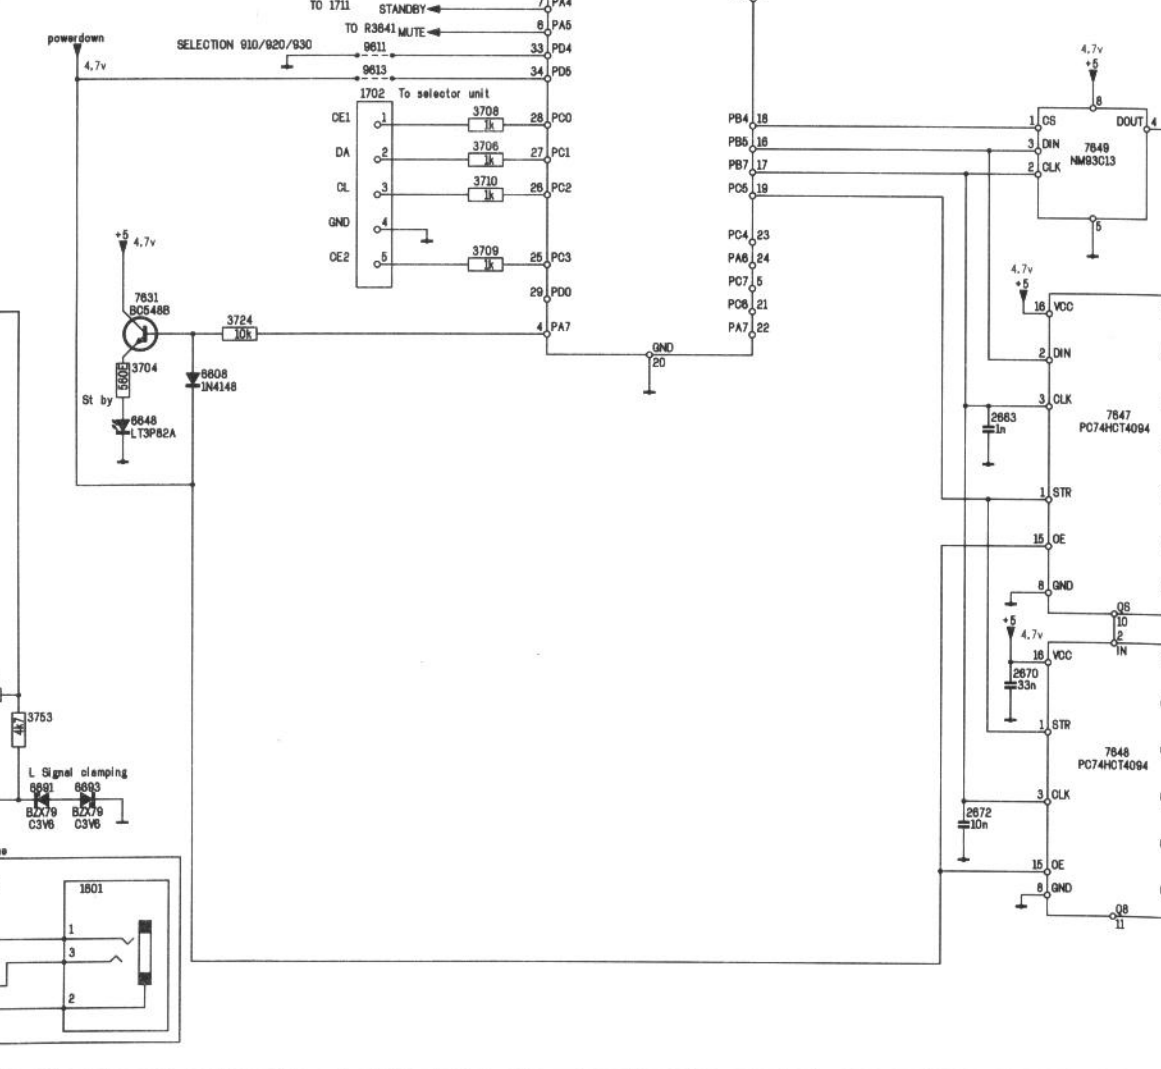 TO 1711
STANDBY
7
PA4
TO R3641
MUTE
6
PA5
powerdown
4.7v
SELECTION 910/920/930
9611
33
PD4
9613
34
PD5
1702
To selector unit
CE1
1
3708
1k
28
PC0
DA
2
3706
1k
27
PC1
CL
3
3710
1k
26
PC2
GND
4
CE2
5
3709
1k
25
PC3
29
PD0
4
PA7
+5
4.7v
7631
BC548B
3724
10k
3704
560E
6608
1N4148
St by
6648
LT3P82A
GND
20
PB4
18
PB5
16
PB7
17
PC5
19
PC4
23
PA6
24
PC7
5
PC6
21
PA7
22
4.7v
+5
8
1
CS
DOUT
4
3
DIN
7649
NM93C13
2
CLK
5
4.7v
+5
16
VCC
2
DIN
3
CLK
2663
1n
7647
PC74HCT4094
1
STR
15
OE
8
GND
QS
10
+5
4.7v
2
IN
16
VCC
2670
33n
1
STR
7648
PC74HCT4094
3
CLK
2672
10n
15
OE
8
GND
Q8
11
3753
4k7
L Signal clamping
6691
6693
BZX79
BZX79
C3V6
C3V6
1801
1
3
2